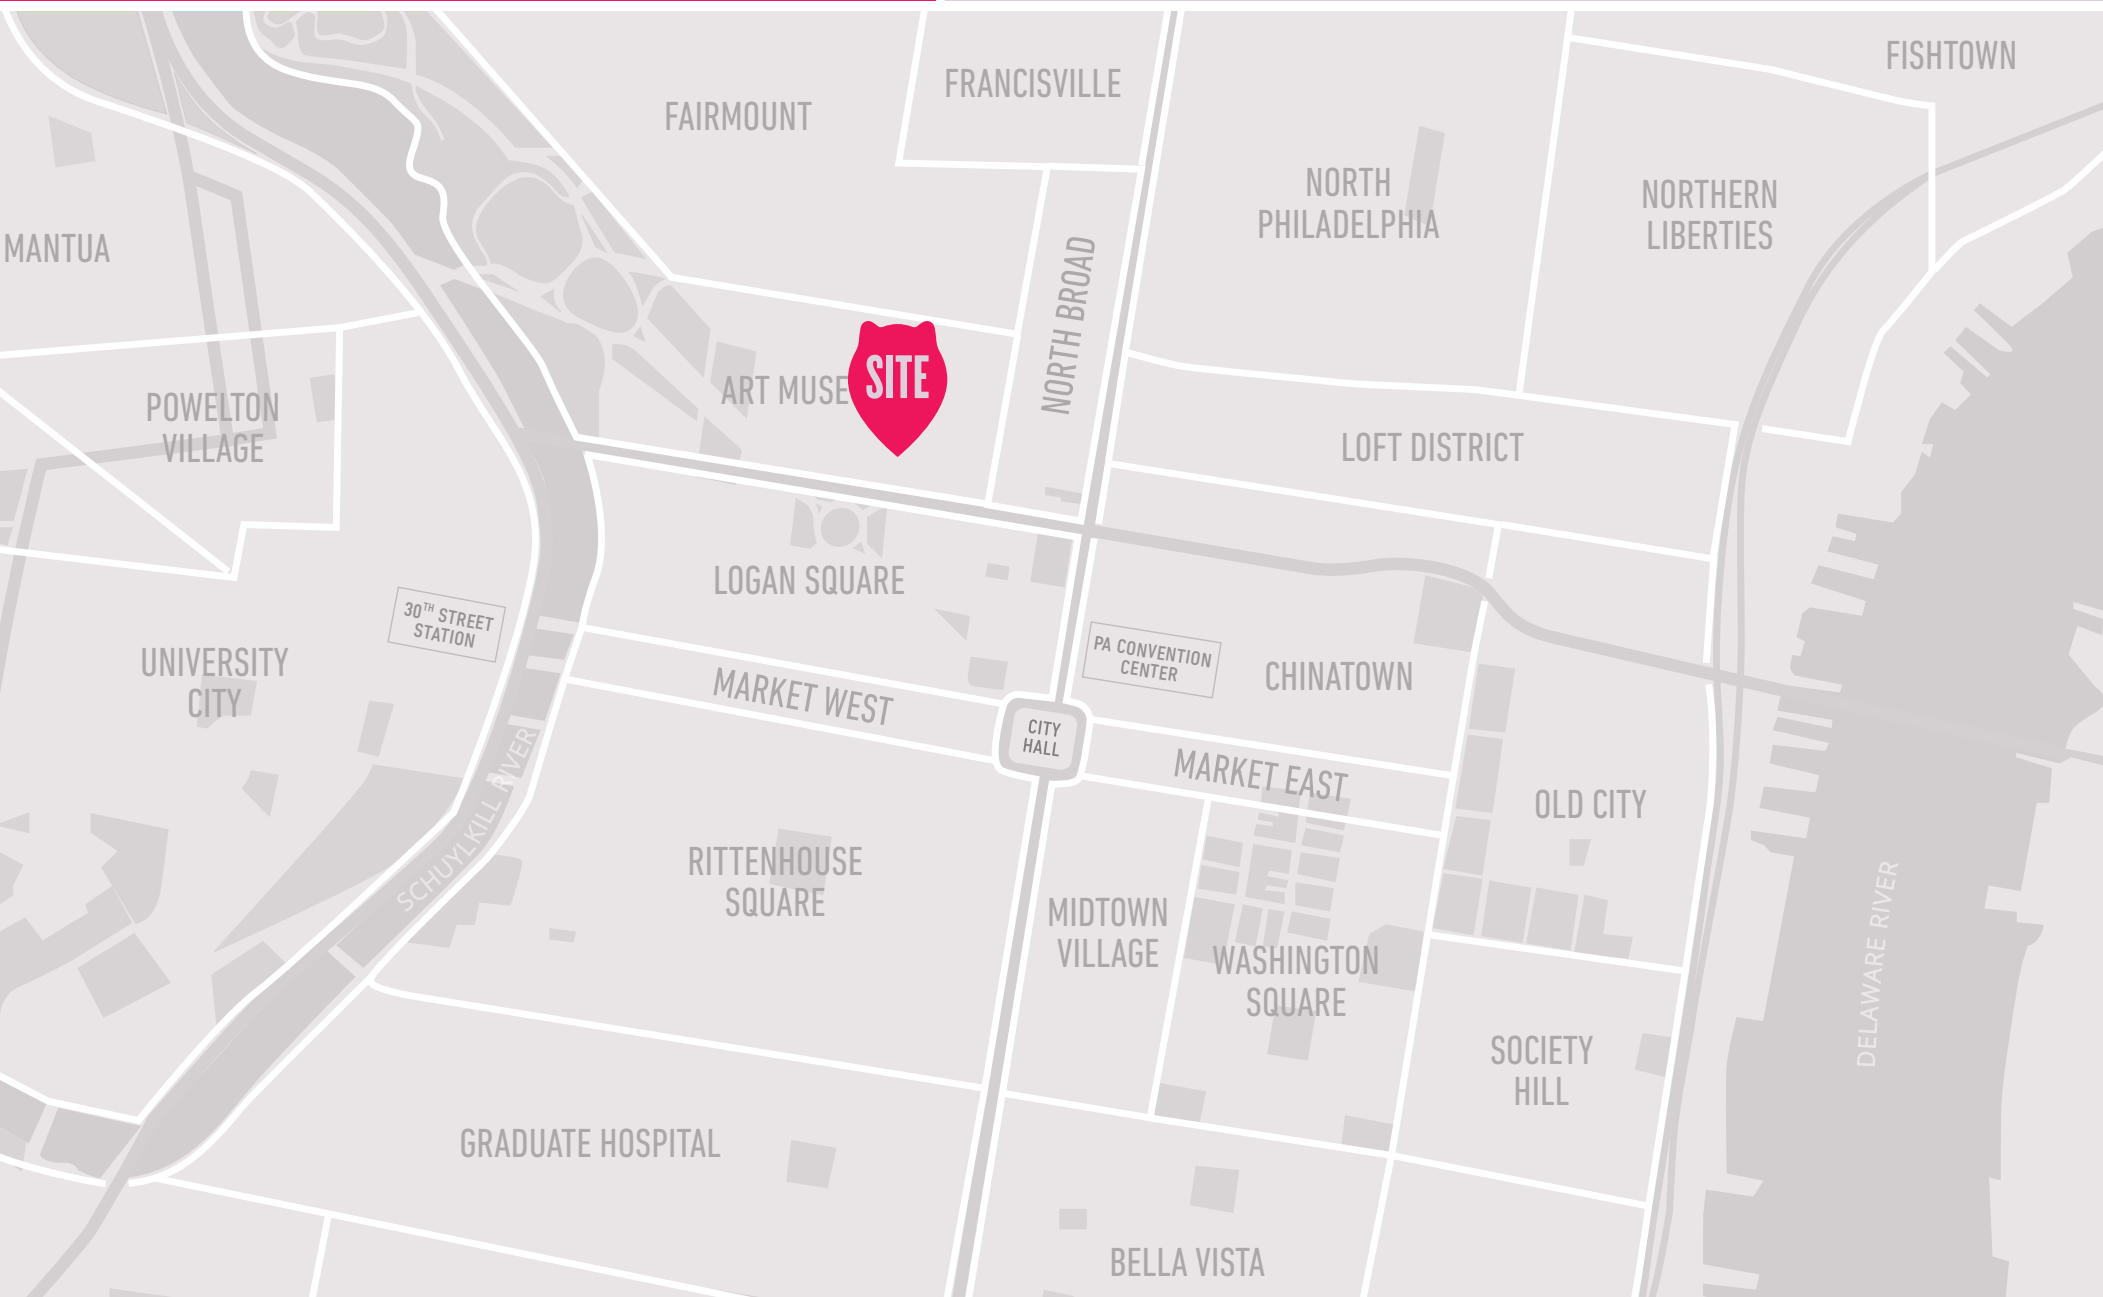 FISHTOWN
FRANCISVILLE
FAIRMOUNT
NORTH
PHILADELPHIA
NORTHERN
LIBERTIES
MANTUA
NORTH BROAD
SITE
ART MUSE
POWELTON
VILLAGE
LOFT DISTRICT
LOGAN SQUARE
30TH STREET
STATION
PA CONVENTION
CENTER
CHINATOWN
UNIVERSITY
CITY
MARKET WEST
CITY
HALL
MARKET EAST
OLD CITY
SCHUYLKILL RIVER
RITTENHOUSE
SQUARE
MIDTOWN
VILLAGE
WASHINGTON
SQUARE
DELAWARE RIVER
SOCIETY
HILL
GRADUATE HOSPITAL
BELLA VISTA